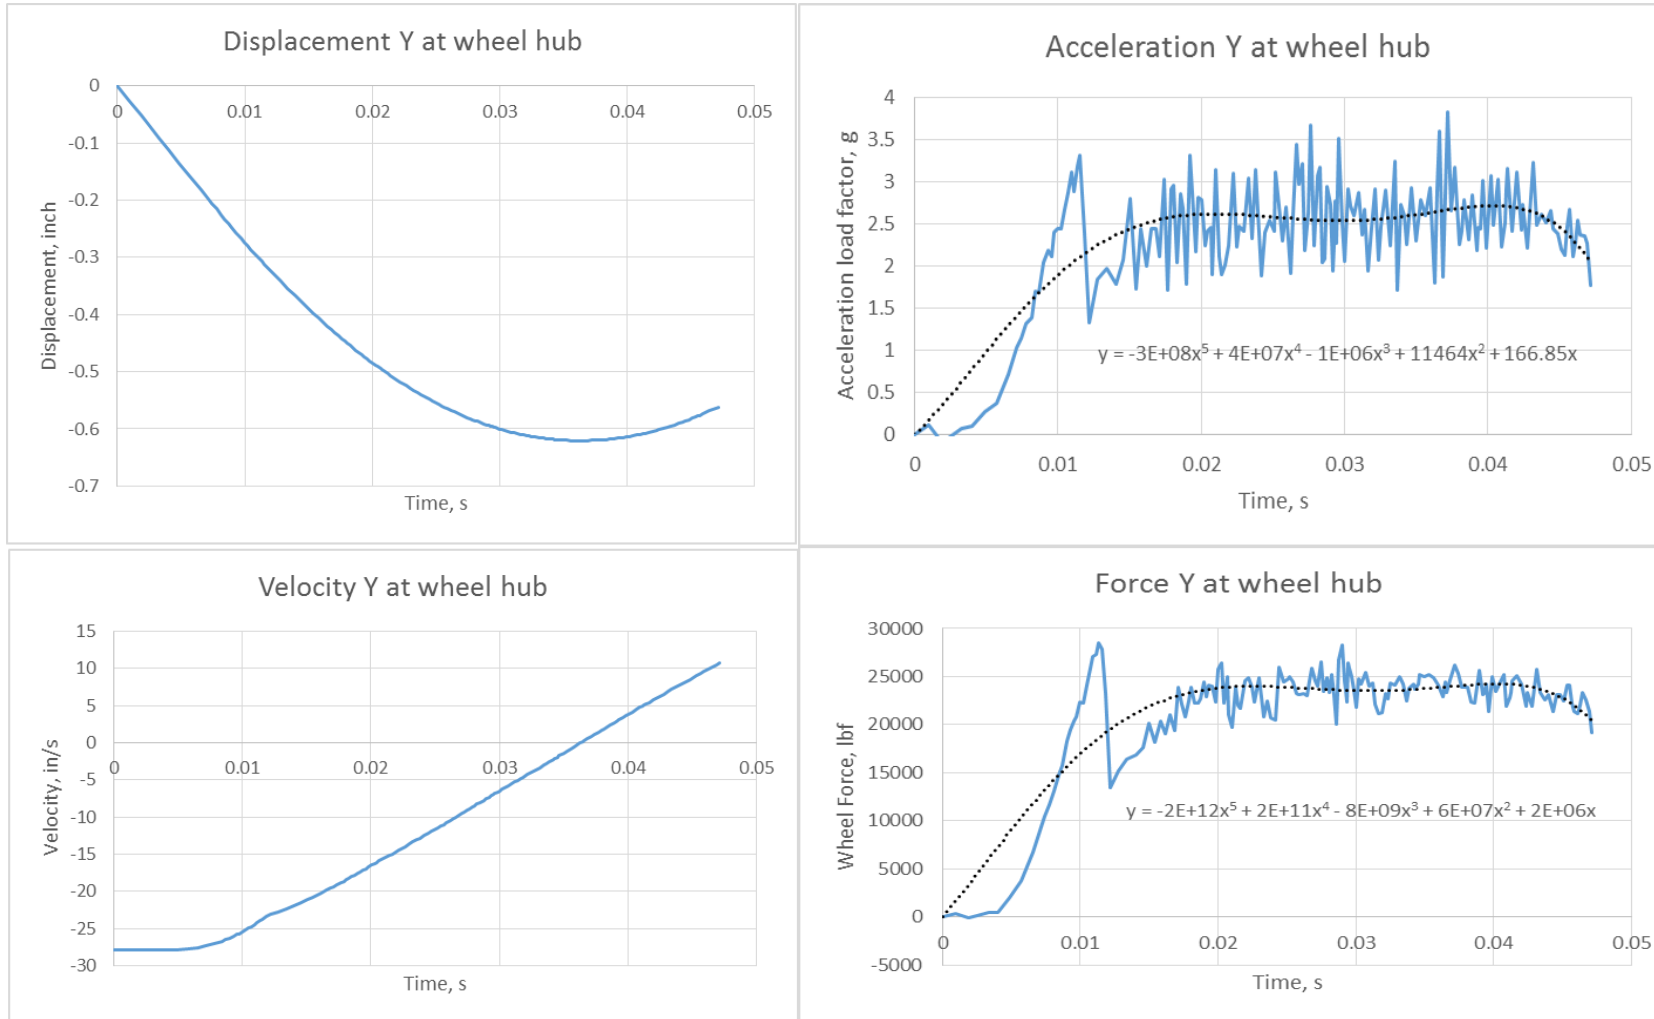 Displacement Y at wheel hub
0
0 0.01 0.02 0.03 0.04 0.05
-0.1
-0.2
-0.3
-0.4
-0.5
-0.6
-0.7
Displacement, inch
Time, s
Acceleration Y at wheel hub
4
3.5
3
2.5
2
1.5
1
0.5
0
Acceleration load factor, g
y = -3E+08x⁵ + 4E+07x⁴ - 1E+06x³ + 11464x² + 166.85x
0 0.01 0.02 0.03 0.04 0.05
Time, s
Velocity Y at wheel hub
15
10
5
0
0 0.01 0.02 0.03 0.04 0.05
-5
-10
-15
-20
-25
-30
Velocity, in/s
Time, s
Force Y at wheel hub
30000
25000
20000
15000
10000
5000
0
-5000
Wheel Force, lbf
y = -2E+12x⁵ + 2E+11x⁴ - 8E+09x³ + 6E+07x² + 2E+06x
0 0.01 0.02 0.03 0.04 0.05
Time, s